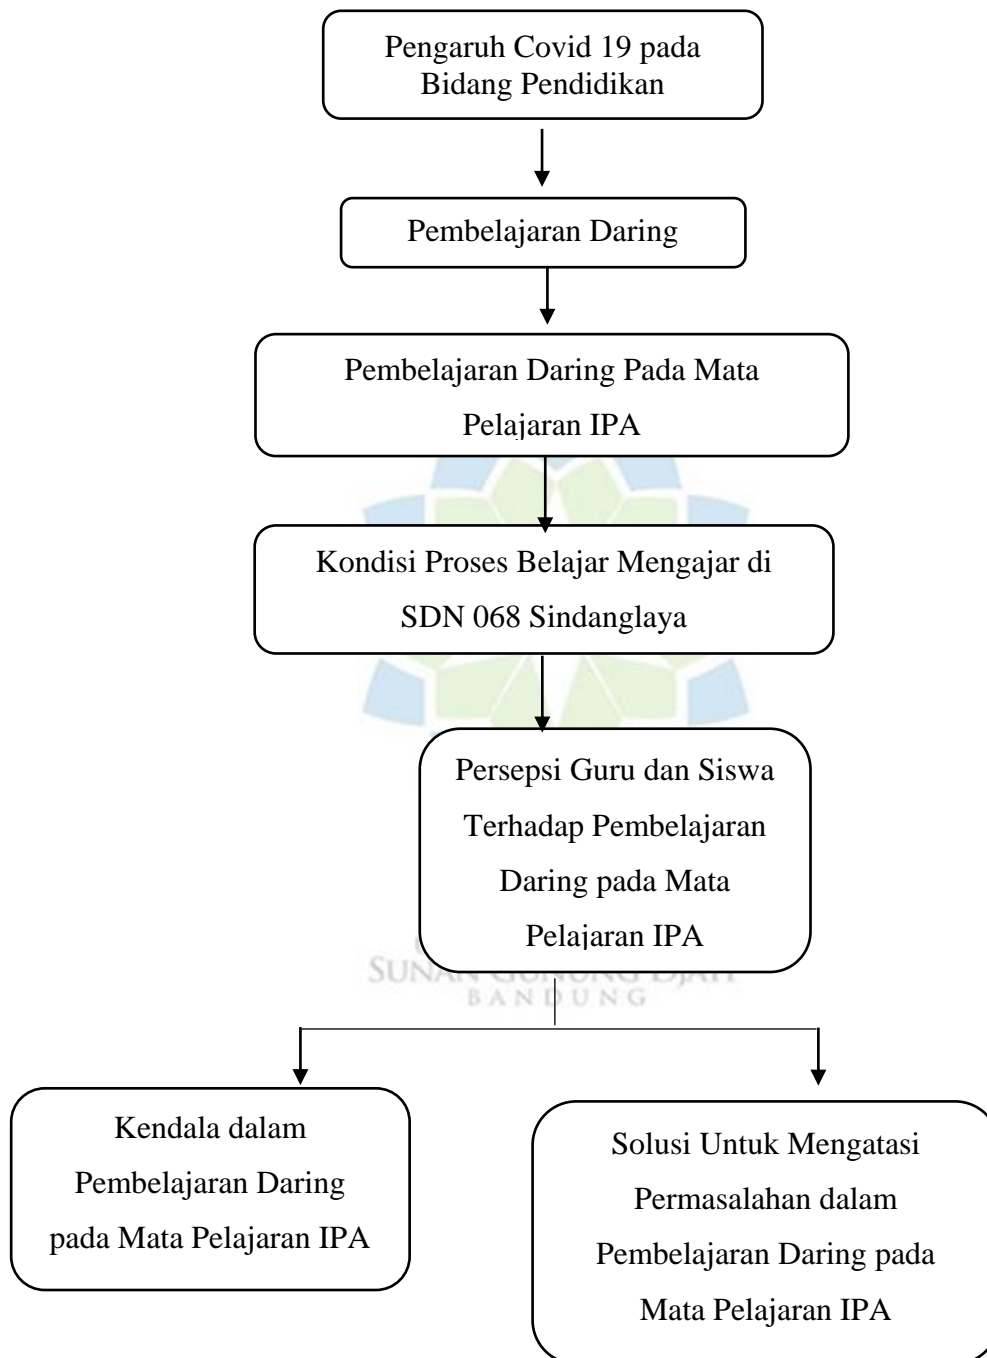 Pengaruh Covid 19 pada
Bidang Pendidikan
Pembelajaran Daring
Pembelajaran Daring Pada Mata
Pelajaran IPA
Kondisi Proses Belajar Mengajar di
SDN 068 Sindanglaya
Persepsi Guru dan Siswa
Terhadap Pembelajaran
Daring pada Mata
Pelajaran IPA
SUNAN GUNUNG DJATI
BANDUNG
Kendala dalam
Pembelajaran Daring
pada Mata Pelajaran IPA
Solusi Untuk Mengatasi
Permasalahan dalam
Pembelajaran Daring pada
Mata Pelajaran IPA